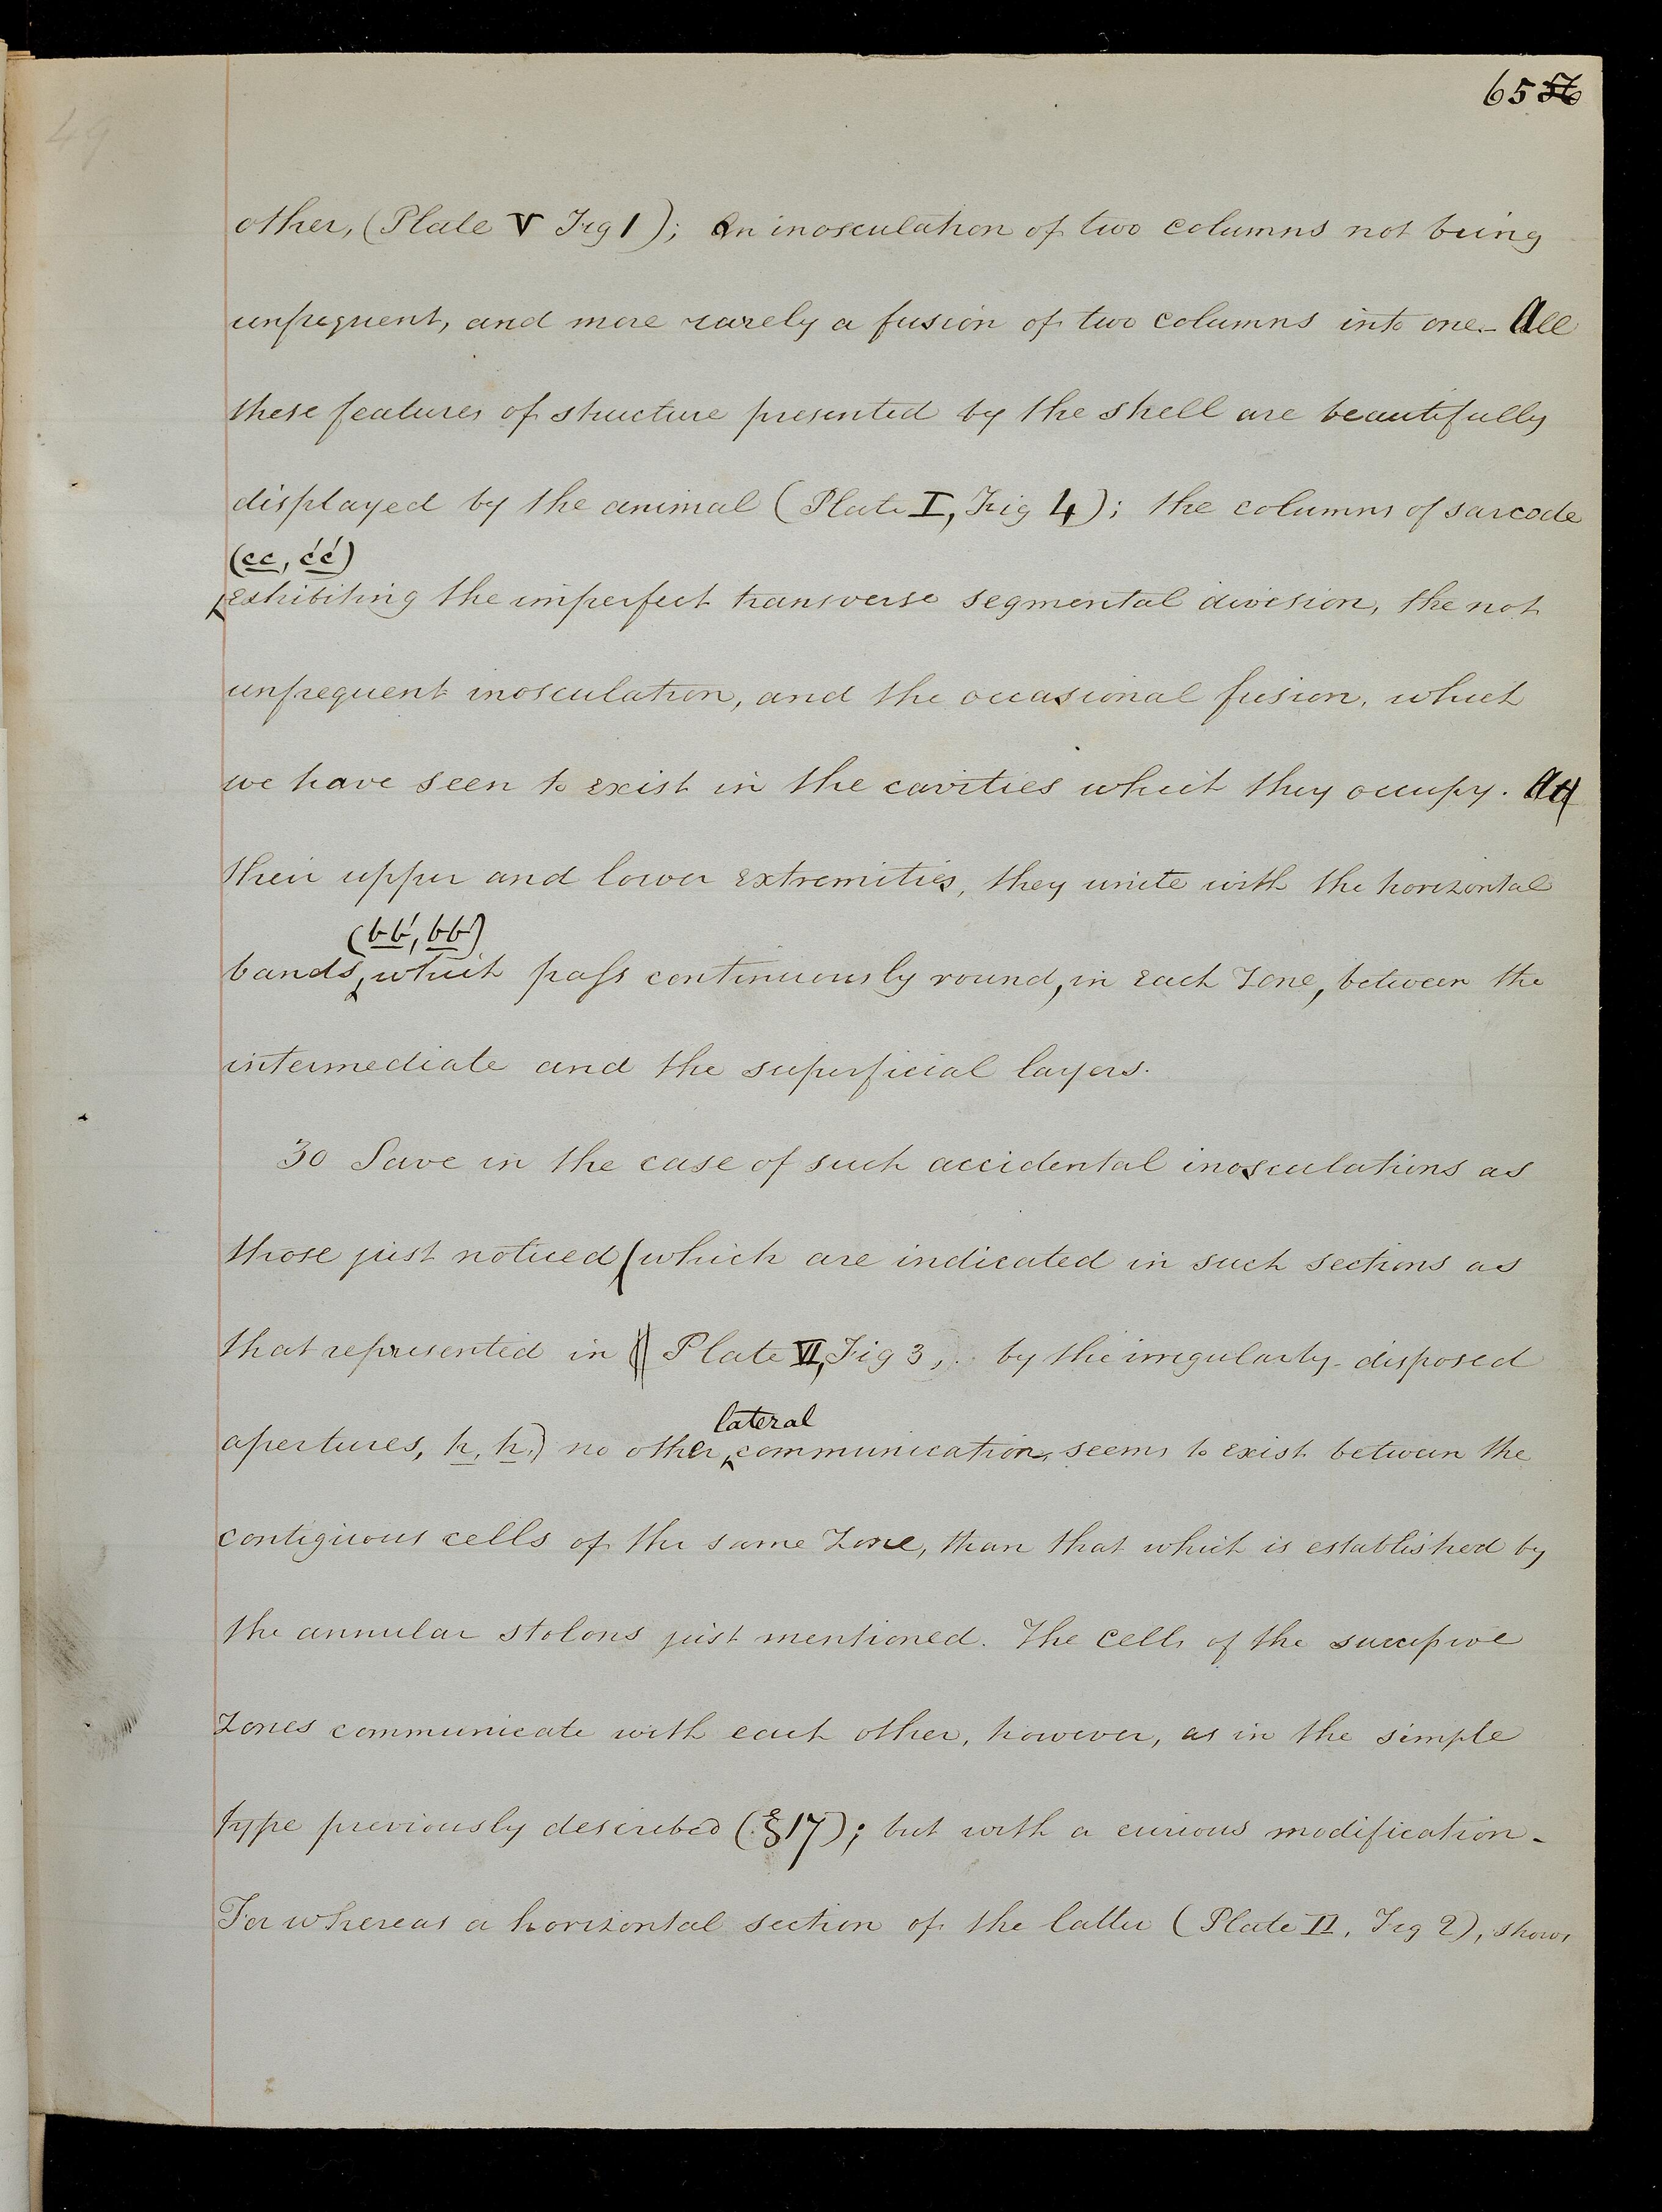 65 56
49
other, (Plate V Fig 1); an inosculation of two columns not being
unfrequent, and more rarely a fusion of two columns into one. All
these features of structure presented by the shell are beautifully
displayed by the animal (Plate I, Fig 4); the columns of sarcode
(cc, c'c')
exhibiting the imperfect transverse segmental division, the not
unfrequent inosculation, and the occasional fusion, which
we have seen to exist in the cavities which they occupy. At
their upper and lower extremities, they unite with the horizontal
(bb', bb')
bands, which pass continuously round, in each zone, between the
intermediate and the superficial layers.
30 Save in the case of such accidental inosculations as
those just noticed (which are indicated in such sections as
that represented in Plate VI, Fig 3, by the irregularly-disposed
lateral
apertures, h, h,) no other communication seems to exist between the
contiguous cells of the same zone, than that which is established by
the annular stolons just mentioned. The cells of the successive
zones communicate with each other, however, as in the simple
type previously described (§17); but with a curious modification.
For whereas a horizontal section of the latter (Plate II, Fig 2), shows